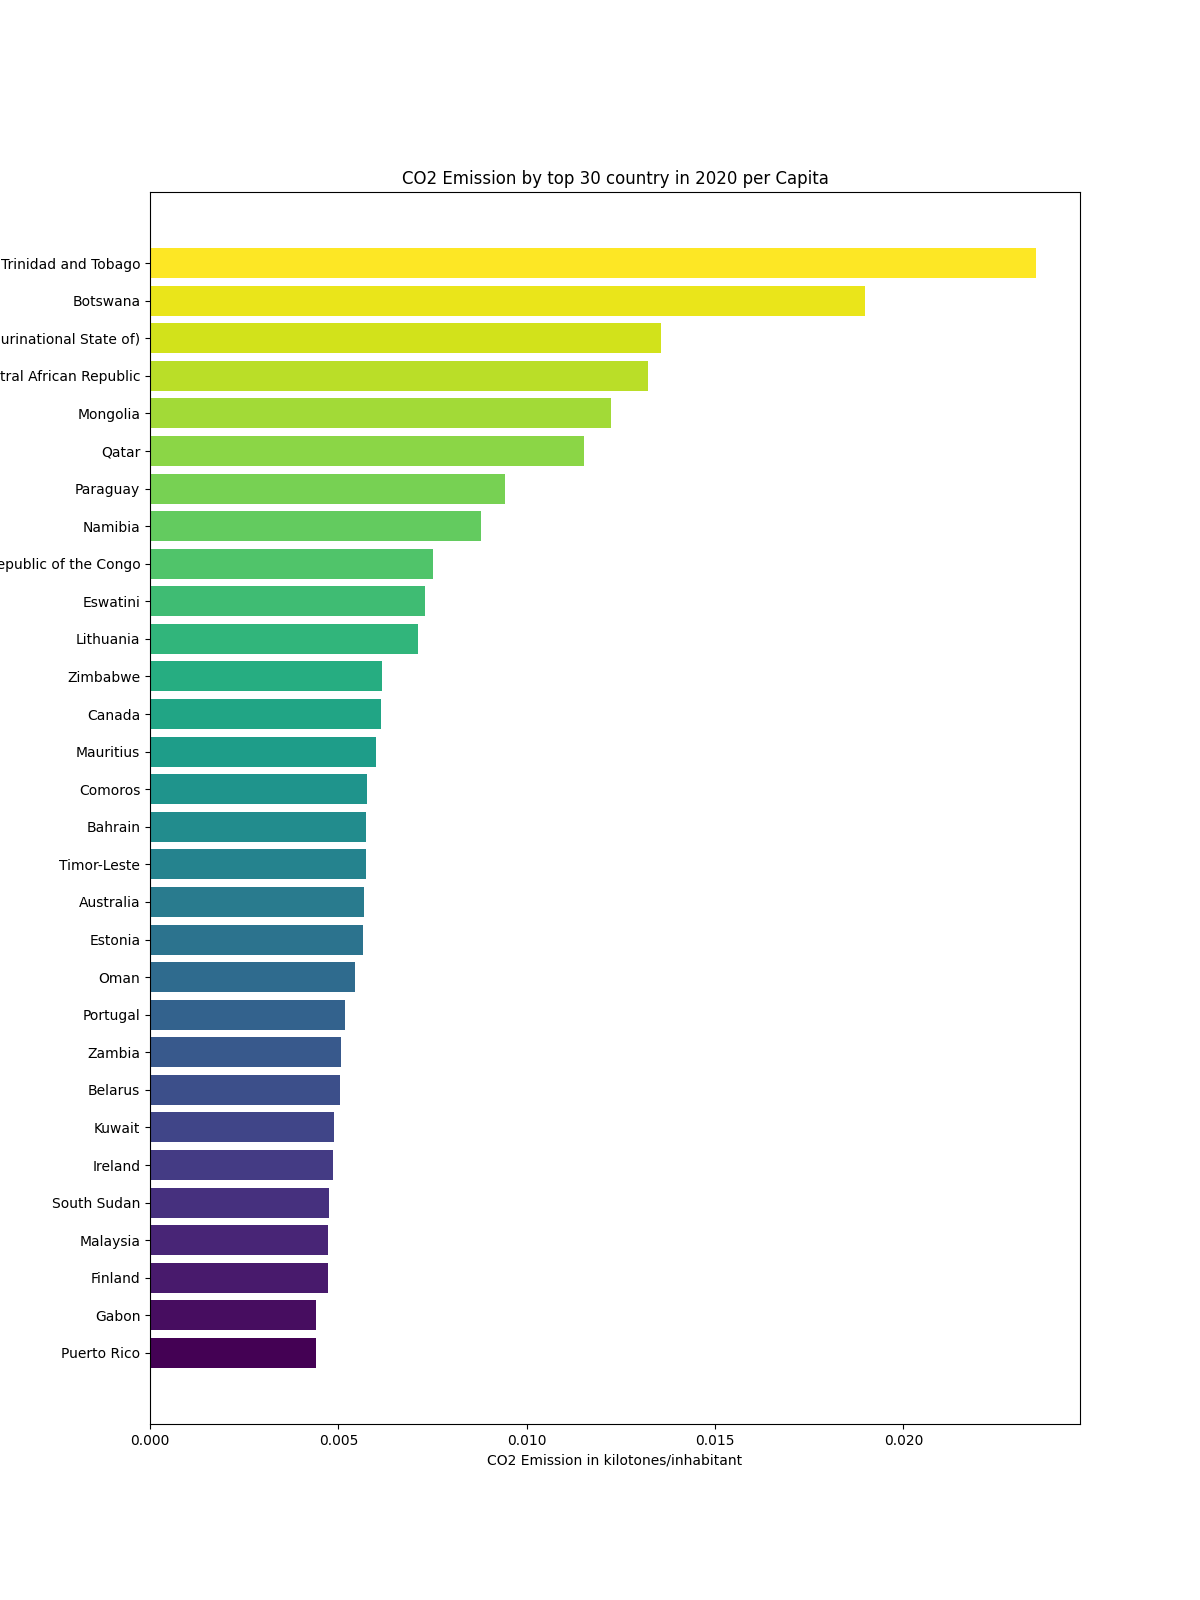 CO2 Emission by top 30 country in 2020 per Capita
Trinidad and Tobago
Botswana
urinational State of)
tral African Republic
Mongolia
Qatar
Paraguay
Namibia
epublic of the Congo
Eswatini
Lithuania
Zimbabwe
Canada
Mauritius
Comoros
Bahrain
Timor-Leste
Australia
Estonia
Oman
Portugal
Zambia
Belarus
Kuwait
Ireland
South Sudan
Malaysia
Finland
Gabon
Puerto Rico
0.000 0.005 0.010 0.015 0.020
CO2 Emission in kilotones/inhabitant